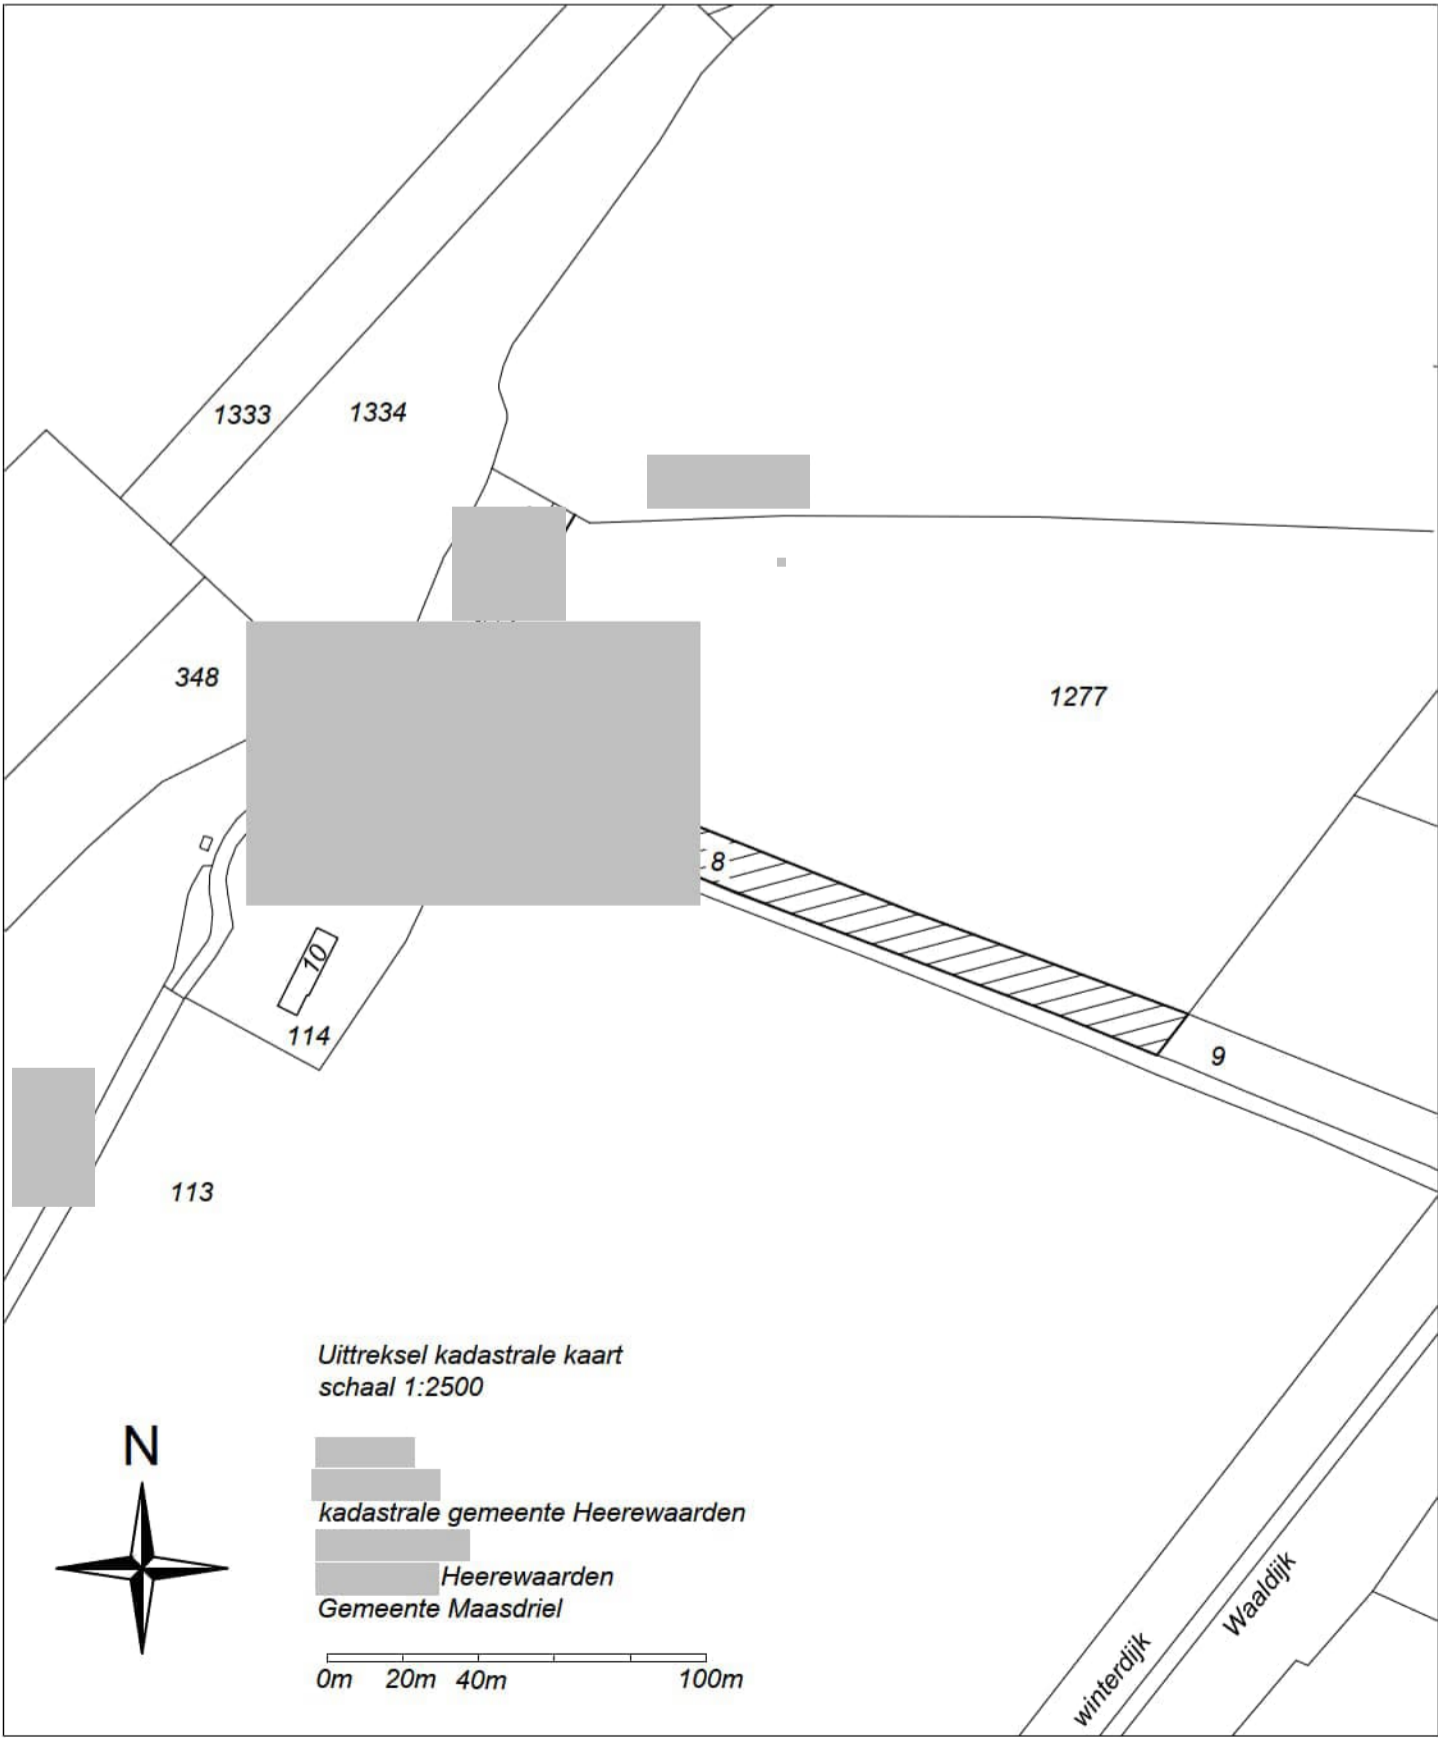 1333
1334
348
1277
8
10
9
114
113
Uittreksel kadastrale kaart
schaal 1:2500
N
kadastrale gemeente Heerewaarden
Heerewaarden
Gemeente Maasdriel
0m 20m 40m 100m
winterdijk
Waaldijk